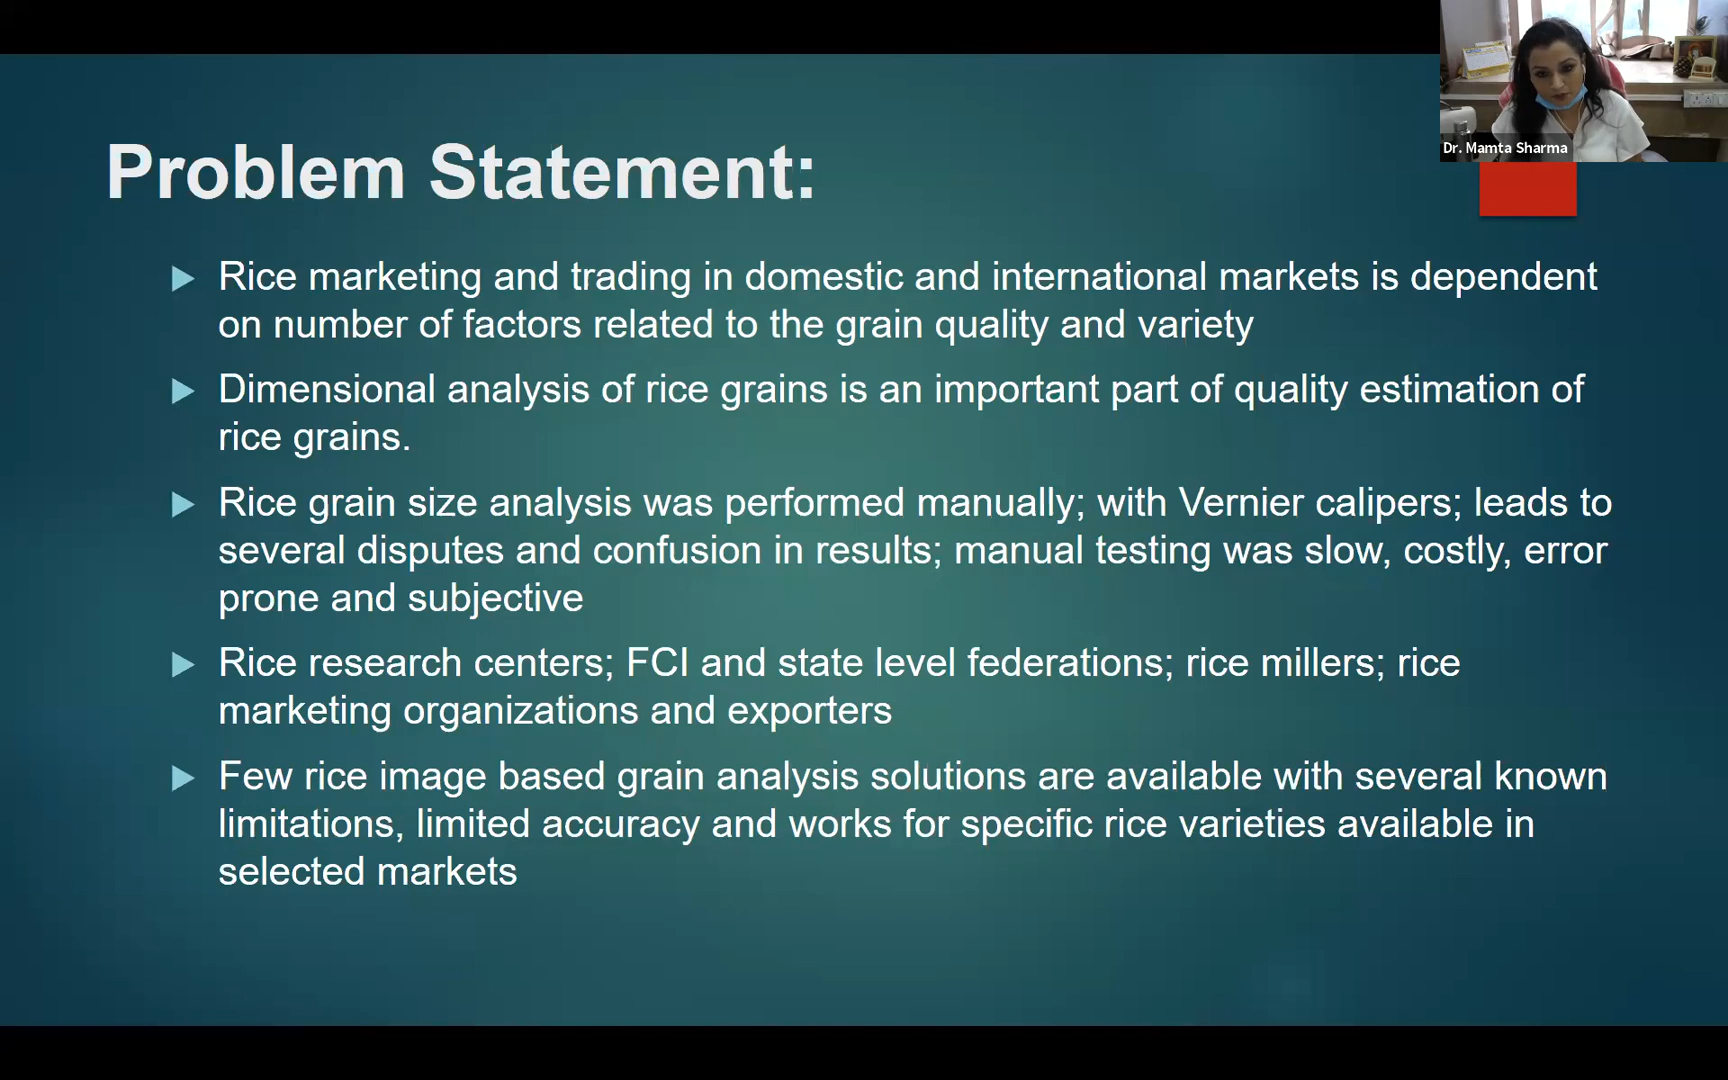 Dr. Mamta Sharma
Problem Statement:
Rice marketing and trading in domestic and international markets is dependent
on number of factors related to the grain quality and variety
Dimensional analysis of rice grains is an important part of quality estimation of
rice grains.
Rice grain size analysis was performed manually; with Vernier calipers; leads to
several disputes and confusion in results; manual testing was slow, costly, error
prone and subjective
Rice research centers; FCI and state level federations; rice millers; rice
marketing organizations and exporters
Few rice image based grain analysis solutions are available with several known
limitations, limited accuracy and works for specific rice varieties available in
selected markets